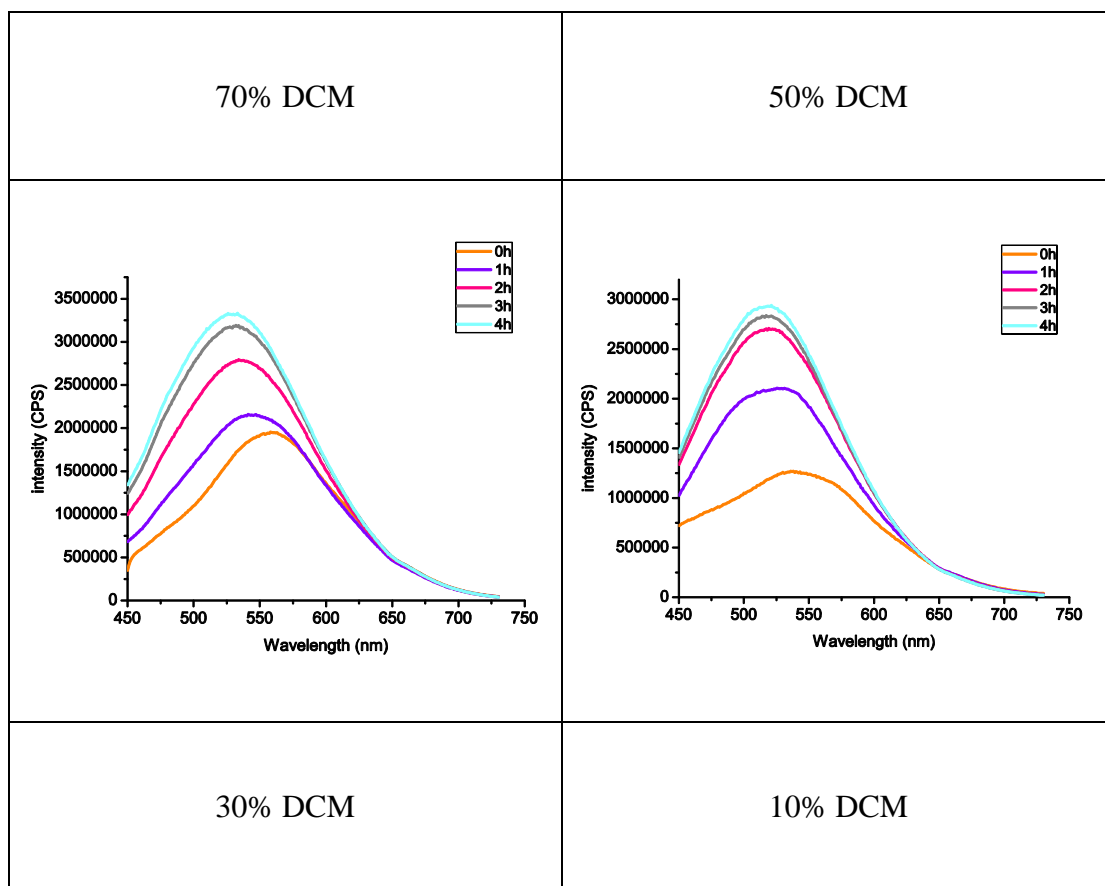 70% DCM
50% DCM
0h
1h
2h
3h
4h
3500000
3000000
2500000
2000000
1500000
1000000
500000
0
450 500 550 600 650 700 750
intensity (CPS)
Wavelength (nm)
0h
1h
2h
3h
4h
3000000
2500000
2000000
1500000
1000000
500000
0
450 500 550 600 650 700 750
intensity (CPS)
Wavelength (nm)
30% DCM
10% DCM